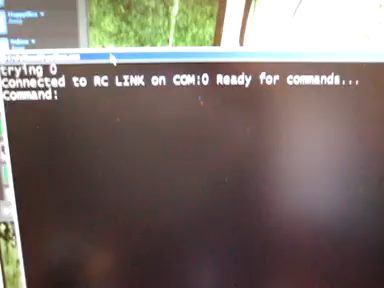 trying 0
Connected to RC LINK on COM:0 Ready for commands...
Command: